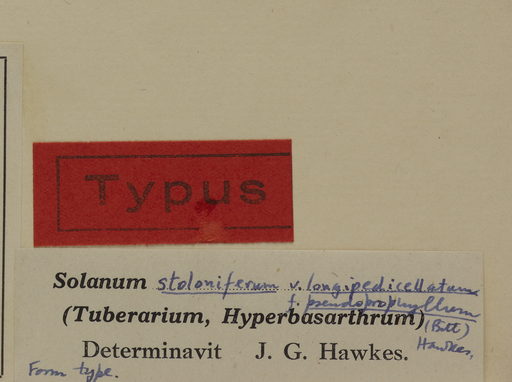 Typus
Solanum stoloniferum v. longipedicellatum
f. pseudoprophyllum
(Tuberarium, Hyperbasarthrum) (Bitt)
Determinavit J. G. Hawkes. Hawkes,
Form type.